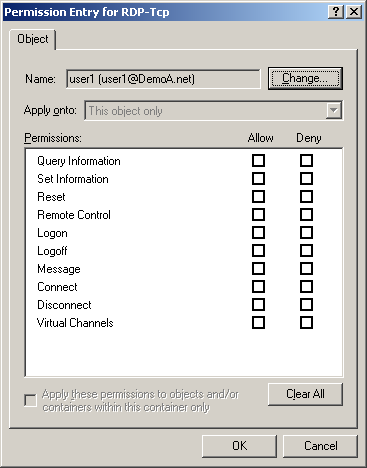 Permission Entry for RDP-Tcp
Object
Name: user1 (user1@DemoA.net) Change...
Apply onto: This object only
Permissions: Allow Deny
Query Information
Set Information
Reset
Remote Control
Logon
Logoff
Message
Connect
Disconnect
Virtual Channels
Apply these permissions to objects and/or
containers within this container only
Clear All
OK Cancel